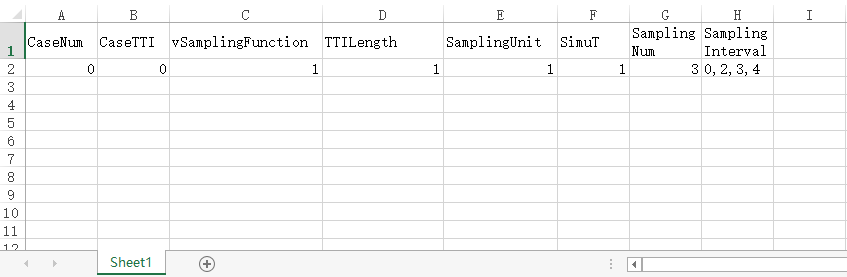 A B C D E F G H I
1 CaseNum CaseTTI vSamplingFunction TTILength SamplingUnit SimuT Sampling Num Sampling Interval
2 0 0 1 1 1 1 3 0,2,3,4
3
4
5
6
7
8
9
10
11
12
Sheet1